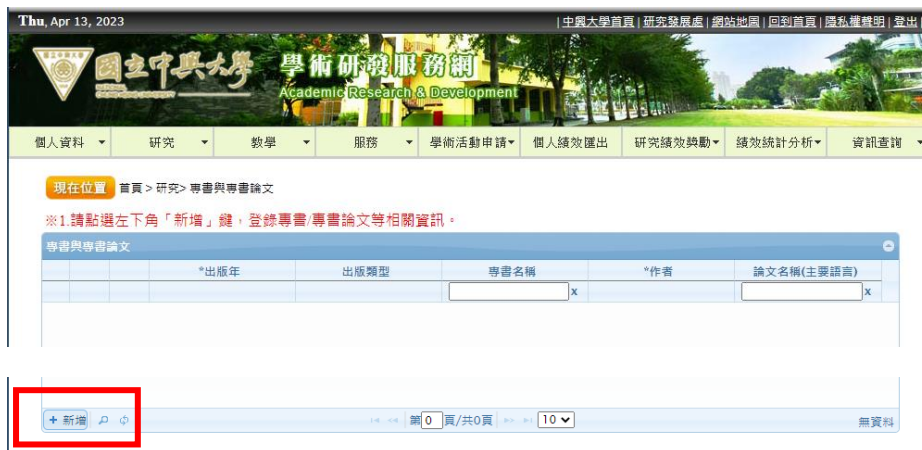 Thu, Apr 13, 2023 | 中興大學首頁 | 研究發展處 | 網站地圖 | 回到首頁 | 隱私權聲明 | 登出
國立中興大學 學術研發服務網
Academic Research & Development
個人資料 研究 教學 服務 學術活動申請 個人績效匯出 研究績效獎勵 績效統計分析 資訊查詢
現在位置 首頁 > 研究> 專書與專書論文
※1.請點選左下角「新增」鍵，登錄專書/專書論文等相關資訊。
專書與專書論文
*出版年 出版類型 專書名稱 *作者 論文名稱(主要語言)
x x
+ 新增 第 0 頁/共0頁 10 無資料